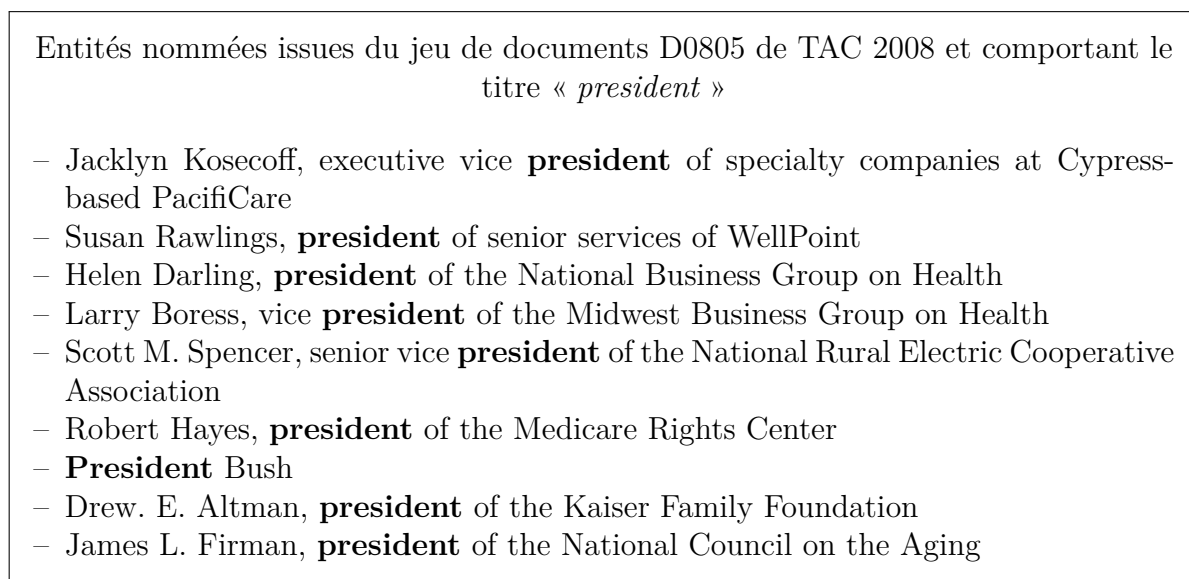 Entités nommées issues du jeu de documents D0805 de TAC 2008 et comportant le
titre « president »
– Jacklyn Kosecoff, executive vice president of specialty companies at Cypress-
based PacifiCare
– Susan Rawlings, president of senior services of WellPoint
– Helen Darling, president of the National Business Group on Health
– Larry Boress, vice president of the Midwest Business Group on Health
– Scott M. Spencer, senior vice president of the National Rural Electric Cooperative
Association
– Robert Hayes, president of the Medicare Rights Center
– President Bush
– Drew. E. Altman, president of the Kaiser Family Foundation
– James L. Firman, president of the National Council on the Aging